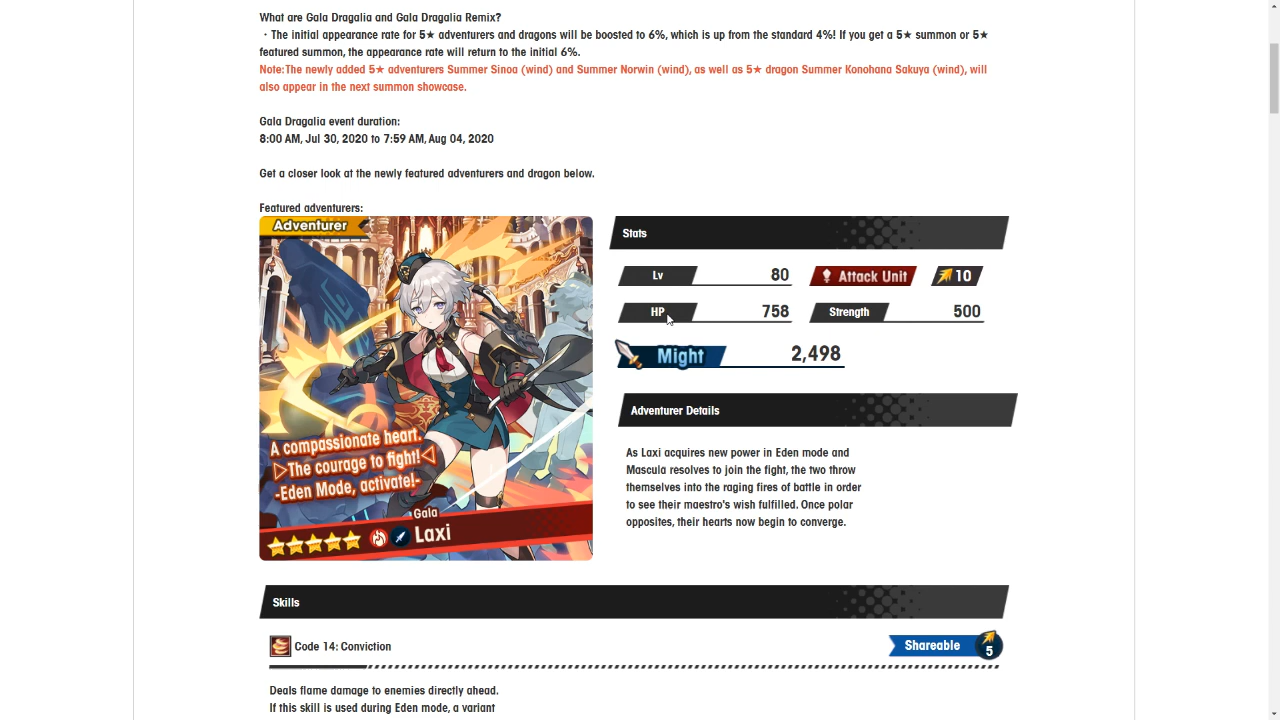 What are Gala Dragalia and Gala Dragalia Remix?
・The initial appearance rate for 5★ adventurers and dragons will be boosted to 6%, which is up from the standard 4%! If you get a 5★ summon or 5★
featured summon, the appearance rate will return to the initial 6%.
Note:The newly added 5★ adventurers Summer Sinoa (wind) and Summer Norwin (wind), as well as 5★ dragon Summer Konohana Sakuya (wind), will
also appear in the next summon showcase.
Gala Dragalia event duration:
8:00 AM, Jul 30, 2020 to 7:59 AM, Aug 04, 2020
Get a closer look at the newly featured adventurers and dragon below.
Featured adventurers:
Adventurer
A compassionate heart.
▷The courage to fight!◁
-Eden Mode, activate!-
Gala
Laxi
Stats
Lv 80 Attack Unit 10
HP 758 Strength 500
Might 2,498
Adventurer Details
As Laxi acquires new power in Eden mode and
Mascula resolves to join the fight, the two throw
themselves into the raging fires of battle in order
to see their maestro's wish fulfilled. Once polar
opposites, their hearts now begin to converge.
Skills
Code 14: Conviction Shareable 5
Deals flame damage to enemies directly ahead.
If this skill is used during Eden mode, a variant